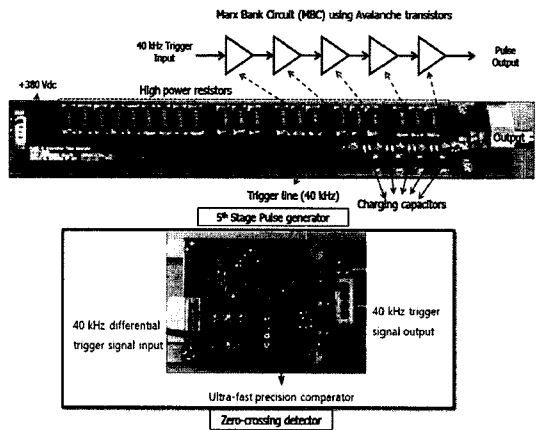 Marx Bank Circuit (MBC) using Avalanche transistors
40 kHz Trigger
Input
Pulse
Output
+380 Vdc
High power resistors
Output
Trigger line (40 kHz)
Charging capacitors
5th Stage Pulse generator
40 kHz differential
trigger signal input
40 kHz trigger
signal output
Ultra-fast precision comparator
Zero-crossing detector